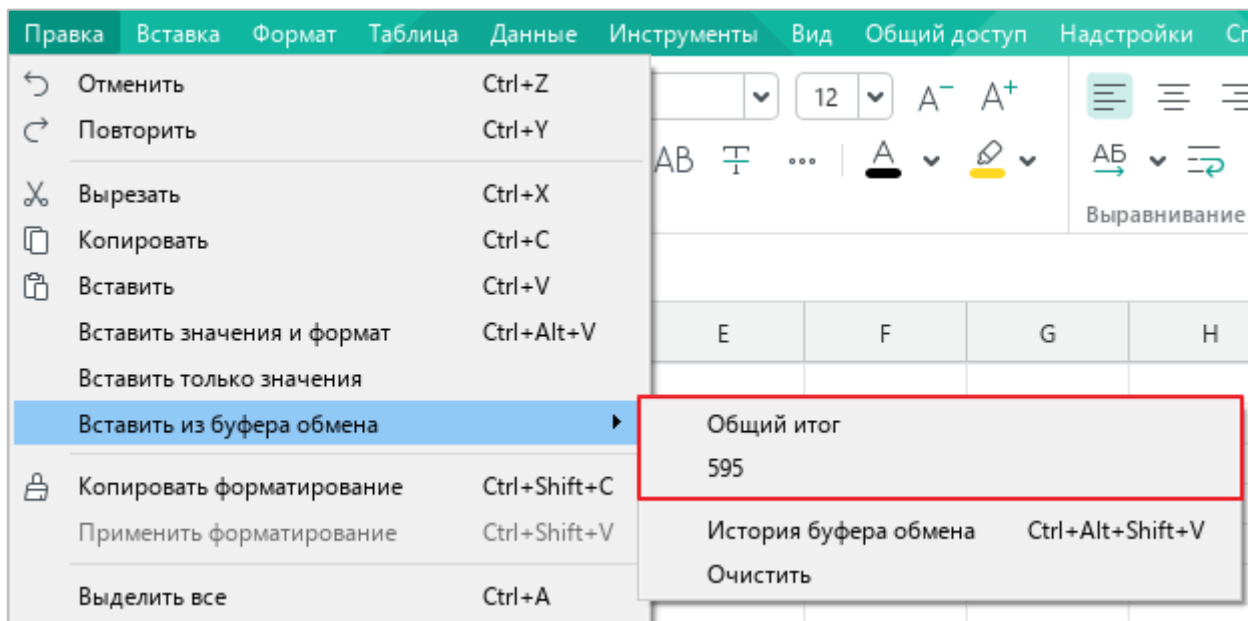 Правка Вставка Формат Таблица Данные Инструменты Вид Общий доступ Надстройки
Отменить Ctrl+Z
12 A⁻ A⁺
Повторить Ctrl+Y
AB T A АБ
Вырезать Ctrl+X
Выравнивание
Копировать Ctrl+C
Вставить Ctrl+V
Вставить значения и формат Ctrl+Alt+V
E F G H
Вставить только значения
Вставить из буфера обмена
Общий итог
595
Копировать форматирование Ctrl+Shift+C
Применить форматирование Ctrl+Shift+V
История буфера обмена Ctrl+Alt+Shift+V
Очистить
Выделить все Ctrl+A